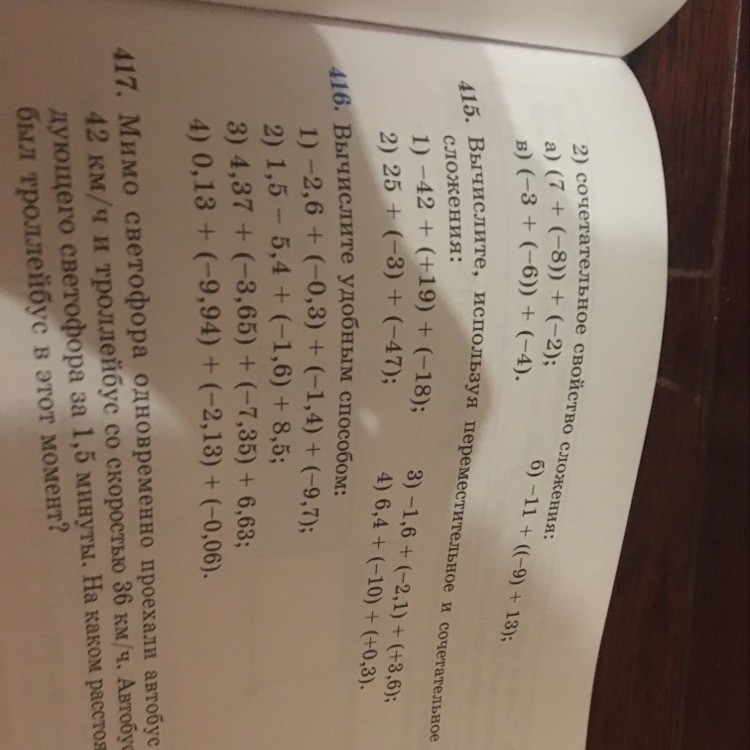 2) сочетательное свойство сложения:
а) (7 + (−8)) + (−2); б) −11 + ((−9) + 13);
в) (−3 + (−6)) + (−4).
415. Вычислите, используя переместительное и сочетательное
сложения:
1) −42 + (+19) + (−18); 3) −1,6 + (−2,1) + (+3,6);
2) 25 + (−3) + (−47); 4) 6,4 + (−10) + (+0,3).
416. Вычислите удобным способом:
1) −2,6 + (−0,3) + (−1,4) + (−9,7);
2) 1,5 − 5,4 + (−1,6) + 8,5;
3) 4,37 + (−3,65) + (−7,35) + 6,63;
4) 0,13 + (−9,94) + (−2,13) + (−0,06).
417. Мимо светофора одновременно проехали автобус
42 км/ч и троллейбус со скоростью 36 км/ч. Автобус
дующего светофора за 1,5 минуты. На каком расстоя
был троллейбус в этот момент?